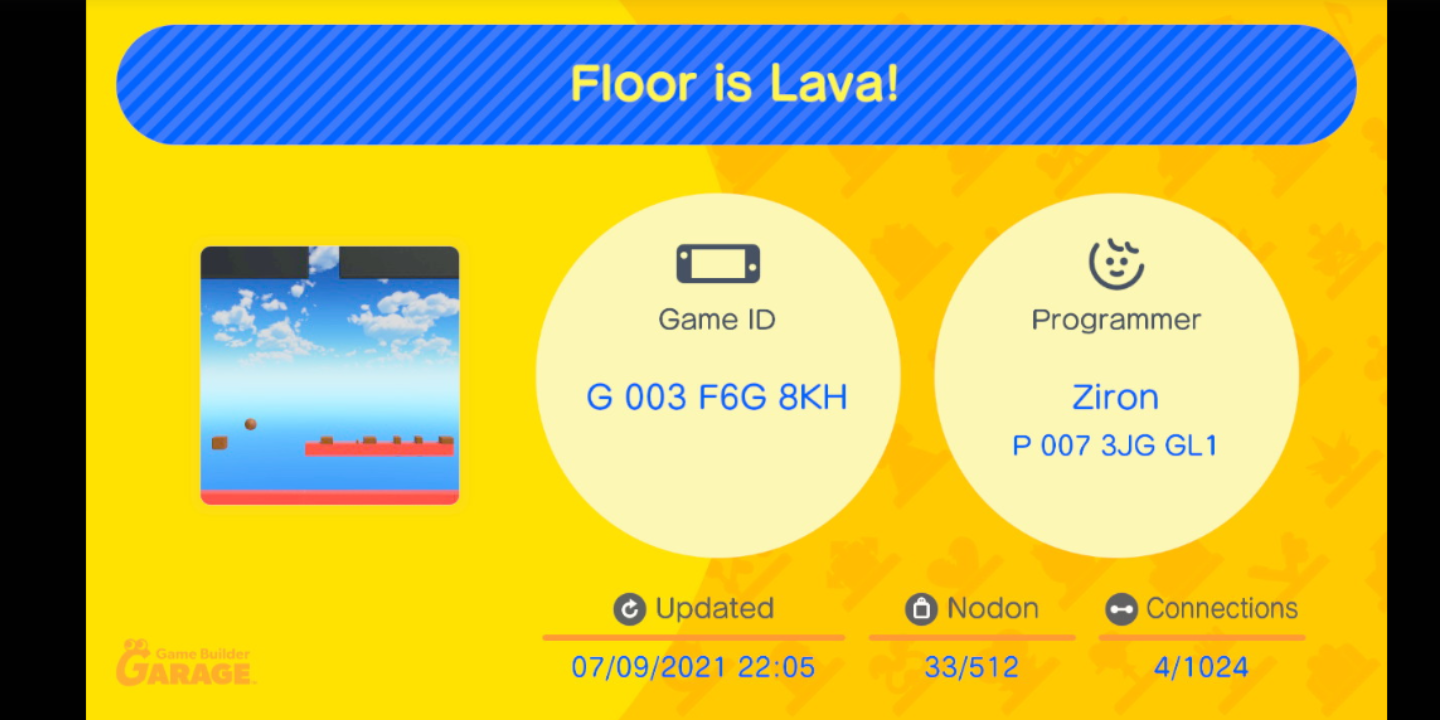 Floor is Lava!
Game ID
G 003 F6G 8KH
Programmer
Ziron
P 007 3JG GL1
Updated
07/09/2021 22:05
Nodon
33/512
Connections
4/1024
Game Builder
GARAGE